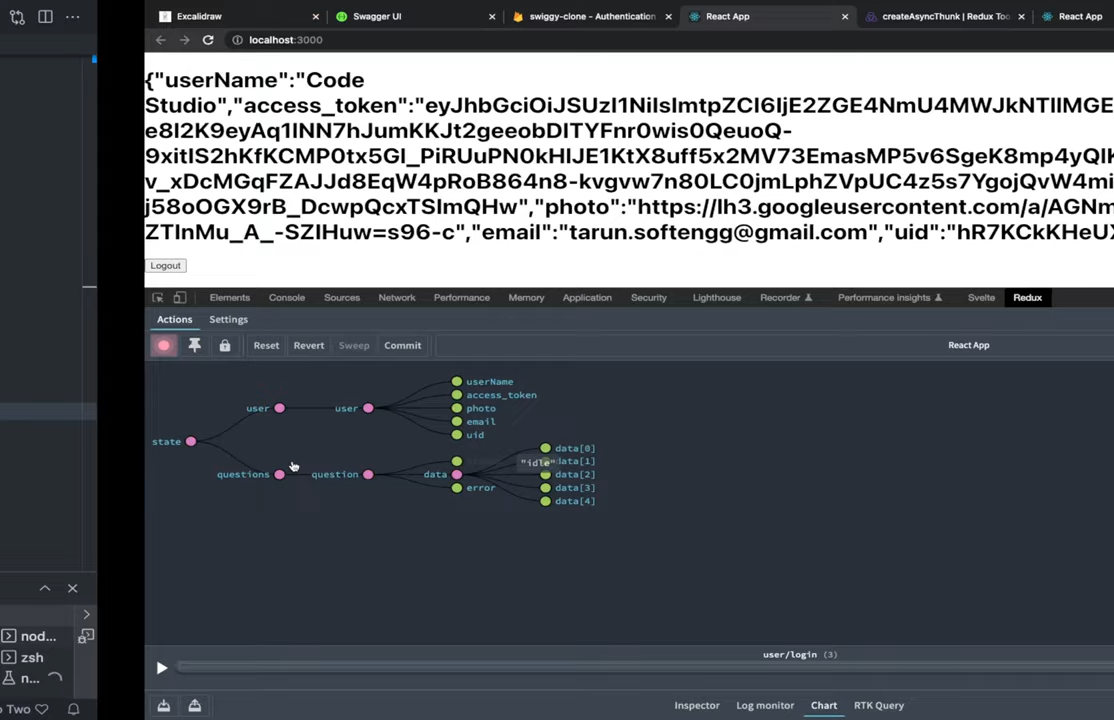 Excalidraw
Swagger UI
swiggy-clone - Authentication
React App
createAsyncThunk | Redux Too
React App
localhost:3000
{"userName":"Code
Studio","access_token":"eyJhbGciOiJSUzI1NiIsImtpZCI6IjE2ZGE4NmU4MWJkNTllMGE
e8I2K9eyAq1INN7hJumKKJt2geeobDITYFnr0wis0QeuoQ-
9xitIS2hKfKCMP0tx5GI_PiRUuPN0kHIJE1KtX8uff5x2MV73EmasMP5v6SgeK8mp4yQIK
v_xDcMGqFZAJJd8EqW4pRoB864n8-kvgvw7n80LC0jmLphZVpUC4z5s7YgojQvW4mi
j58oOGX9rB_DcwpQcxTSImQHw","photo":"https://lh3.googleusercontent.com/a/AGNm
ZTInMu_A_-SZIHuw=s96-c","email":"tarun.softengg@gmail.com","uid":"hR7KCkKHeUX
Logout
Elements Console Sources Network Performance Memory Application Security Lighthouse Recorder Performance insights Svelte Redux
Actions Settings
Reset Revert Sweep Commit
React App
userName
access_token
user user photo
email
uid
state
data[0]
"idle" data[1]
questions question data data[2]
error data[3]
data[4]
user/login (3)
nod...
zsh
n...
Two
Inspector Log monitor Chart RTK Query